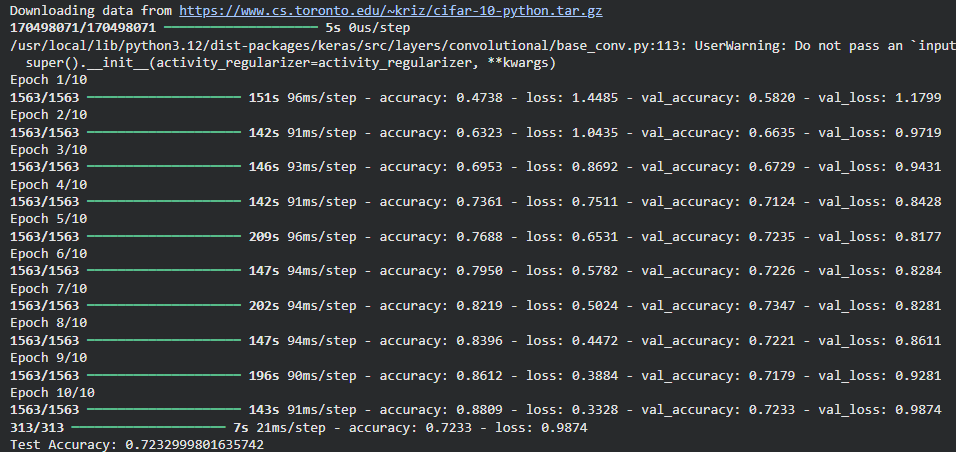 Downloading data from https://www.cs.toronto.edu/~kriz/cifar-10-python.tar.gz
170498071/170498071 ━━━━━━━━━━━━━━━━━━━━ 5s 0us/step
/usr/local/lib/python3.12/dist-packages/keras/src/layers/convolutional/base_conv.py:113: UserWarning: Do not pass an `input
  super().__init__(activity_regularizer=activity_regularizer, **kwargs)
Epoch 1/10
1563/1563 ━━━━━━━━━━━━━━━━━━━━ 151s 96ms/step - accuracy: 0.4738 - loss: 1.4485 - val_accuracy: 0.5820 - val_loss: 1.1799
Epoch 2/10
1563/1563 ━━━━━━━━━━━━━━━━━━━━ 142s 91ms/step - accuracy: 0.6323 - loss: 1.0435 - val_accuracy: 0.6635 - val_loss: 0.9719
Epoch 3/10
1563/1563 ━━━━━━━━━━━━━━━━━━━━ 146s 93ms/step - accuracy: 0.6953 - loss: 0.8692 - val_accuracy: 0.6729 - val_loss: 0.9431
Epoch 4/10
1563/1563 ━━━━━━━━━━━━━━━━━━━━ 142s 91ms/step - accuracy: 0.7361 - loss: 0.7511 - val_accuracy: 0.7124 - val_loss: 0.8428
Epoch 5/10
1563/1563 ━━━━━━━━━━━━━━━━━━━━ 209s 96ms/step - accuracy: 0.7688 - loss: 0.6531 - val_accuracy: 0.7235 - val_loss: 0.8177
Epoch 6/10
1563/1563 ━━━━━━━━━━━━━━━━━━━━ 147s 94ms/step - accuracy: 0.7950 - loss: 0.5782 - val_accuracy: 0.7226 - val_loss: 0.8284
Epoch 7/10
1563/1563 ━━━━━━━━━━━━━━━━━━━━ 202s 94ms/step - accuracy: 0.8219 - loss: 0.5024 - val_accuracy: 0.7347 - val_loss: 0.8281
Epoch 8/10
1563/1563 ━━━━━━━━━━━━━━━━━━━━ 147s 94ms/step - accuracy: 0.8396 - loss: 0.4472 - val_accuracy: 0.7221 - val_loss: 0.8611
Epoch 9/10
1563/1563 ━━━━━━━━━━━━━━━━━━━━ 196s 90ms/step - accuracy: 0.8612 - loss: 0.3884 - val_accuracy: 0.7179 - val_loss: 0.9281
Epoch 10/10
1563/1563 ━━━━━━━━━━━━━━━━━━━━ 143s 91ms/step - accuracy: 0.8809 - loss: 0.3328 - val_accuracy: 0.7233 - val_loss: 0.9874
313/313 ━━━━━━━━━━━━━━━━━━━━ 7s 21ms/step - accuracy: 0.7233 - loss: 0.9874
Test Accuracy: 0.7232999801635742